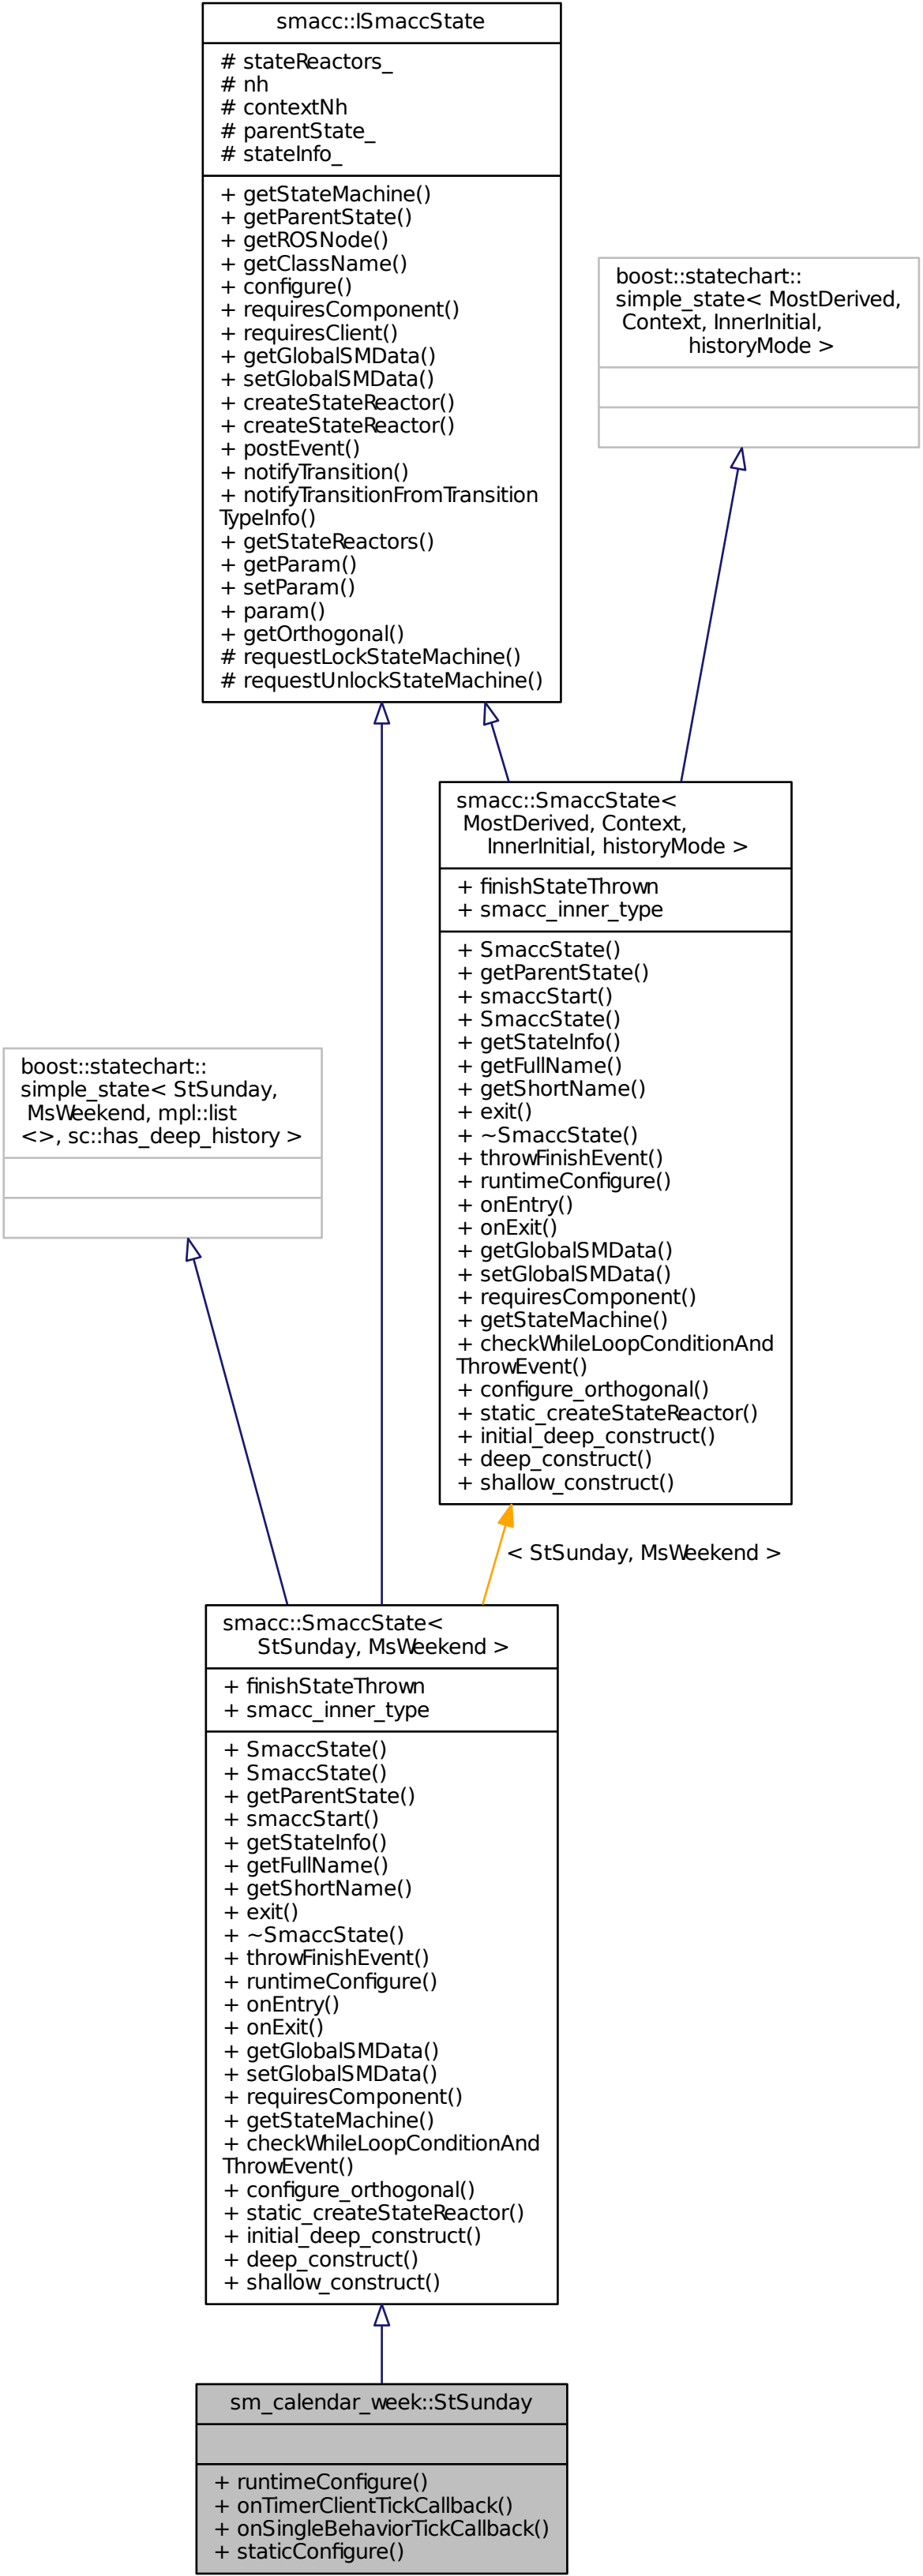 smacc::ISmaccState
# stateReactors_
# nh
# contextNh
# parentState_
# stateInfo_
+ getStateMachine()
+ getParentState()
+ getROSNode()
+ getClassName()
+ configure()
+ requiresComponent()
+ requiresClient()
+ getGlobalSMData()
+ setGlobalSMData()
+ createStateReactor()
+ createStateReactor()
+ postEvent()
+ notifyTransition()
+ notifyTransitionFromTransition
TypeInfo()
+ getStateReactors()
+ getParam()
+ setParam()
+ param()
+ getOrthogonal()
# requestLockStateMachine()
# requestUnlockStateMachine()
boost::statechart::
simple_state< MostDerived,
Context, InnerInitial,
historyMode >
smacc::SmaccState<
MostDerived, Context,
InnerInitial, historyMode >
+ finishStateThrown
+ smacc_inner_type
+ SmaccState()
+ getParentState()
+ smaccStart()
+ SmaccState()
+ getStateInfo()
+ getFullName()
+ getShortName()
+ exit()
+ ~SmaccState()
+ throwFinishEvent()
+ runtimeConfigure()
+ onEntry()
+ onExit()
+ getGlobalSMData()
+ setGlobalSMData()
+ requiresComponent()
+ getStateMachine()
+ checkWhileLoopConditionAnd
ThrowEvent()
+ configure_orthogonal()
+ static_createStateReactor()
+ initial_deep_construct()
+ deep_construct()
+ shallow_construct()
boost::statechart::
simple_state< StSunday,
MsWeekend, mpl::list
<>, sc::has_deep_history >
< StSunday, MsWeekend >
smacc::SmaccState<
StSunday, MsWeekend >
+ finishStateThrown
+ smacc_inner_type
+ SmaccState()
+ SmaccState()
+ getParentState()
+ smaccStart()
+ getStateInfo()
+ getFullName()
+ getShortName()
+ exit()
+ ~SmaccState()
+ throwFinishEvent()
+ runtimeConfigure()
+ onEntry()
+ onExit()
+ getGlobalSMData()
+ setGlobalSMData()
+ requiresComponent()
+ getStateMachine()
+ checkWhileLoopConditionAnd
ThrowEvent()
+ configure_orthogonal()
+ static_createStateReactor()
+ initial_deep_construct()
+ deep_construct()
+ shallow_construct()
sm_calendar_week::StSunday
+ runtimeConfigure()
+ onTimerClientTickCallback()
+ onSingleBehaviorTickCallback()
+ staticConfigure()